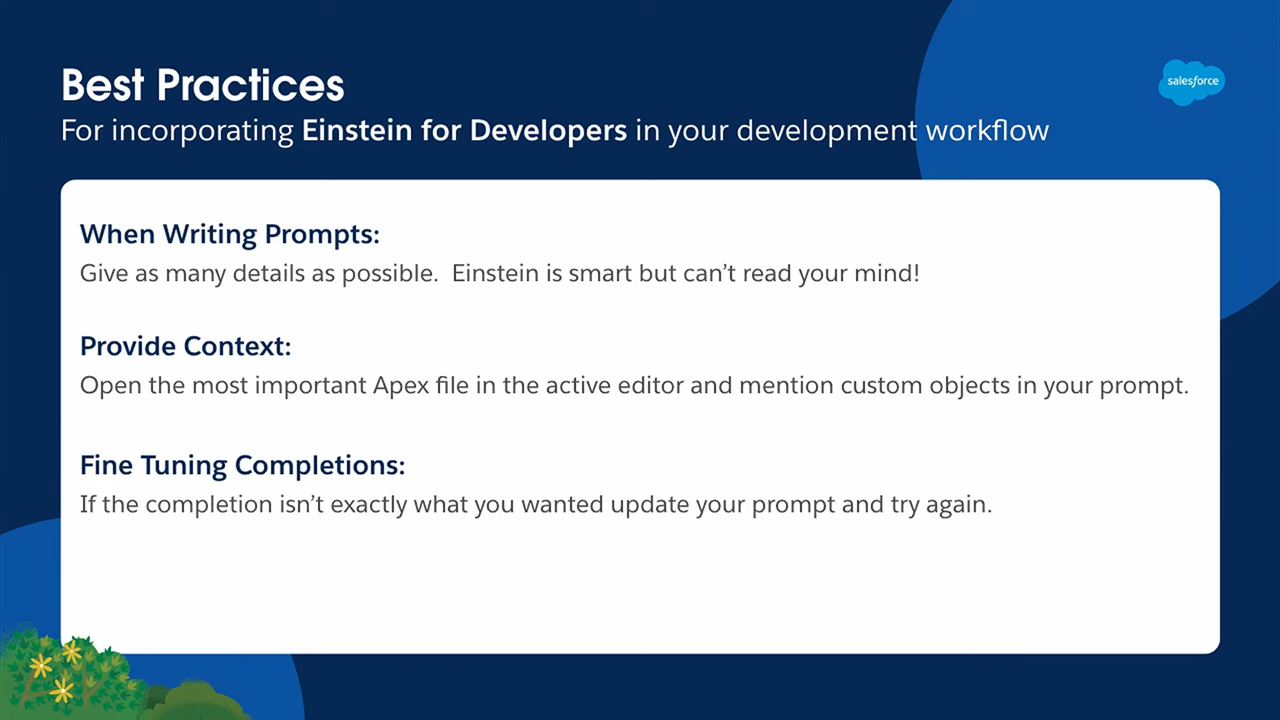 Best Practices
salesforce
For incorporating Einstein for Developers in your development workflow
When Writing Prompts:
Give as many details as possible.  Einstein is smart but can’t read your mind!
Provide Context:
Open the most important Apex file in the active editor and mention custom objects in your prompt.
Fine Tuning Completions:
If the completion isn’t exactly what you wanted update your prompt and try again.